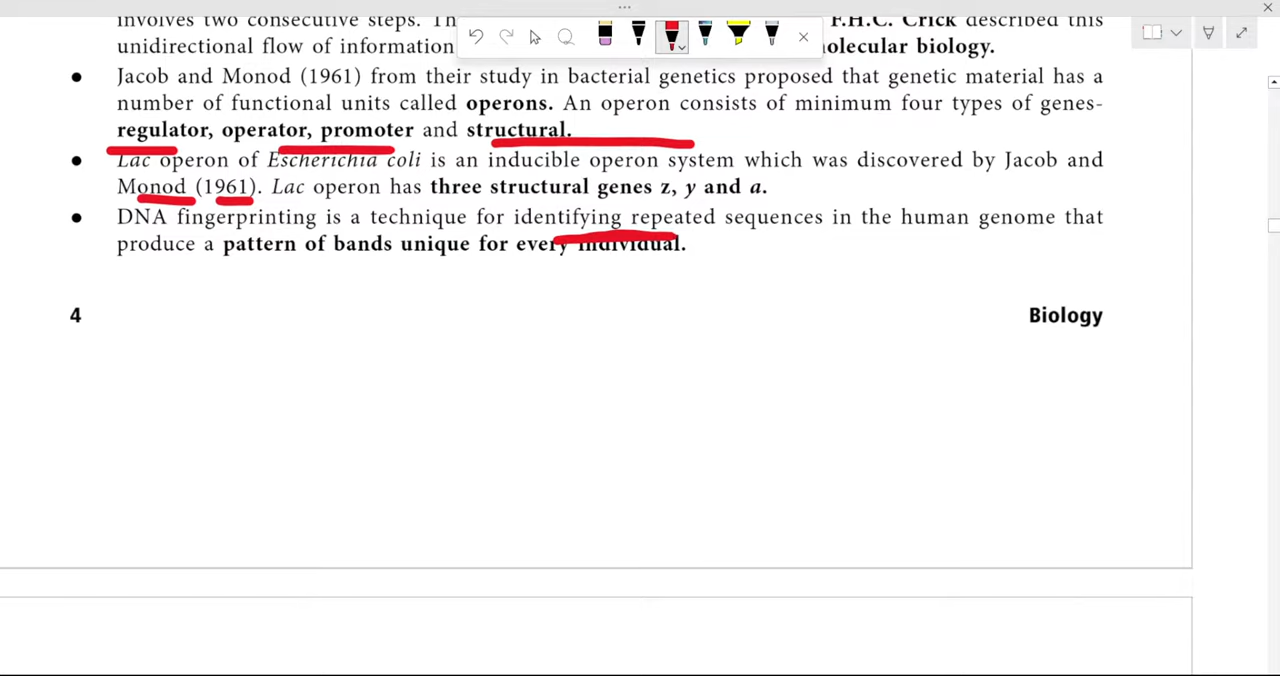 involves two consecutive steps. Th F.H.C. Crick described this
unidirectional flow of information olecular biology.
● Jacob and Monod (1961) from their study in bacterial genetics proposed that genetic material has a
number of functional units called operons. An operon consists of minimum four types of genes-
regulator, operator, promoter and structural.
● Lac operon of Escherichia coli is an inducible operon system which was discovered by Jacob and
Monod (1961). Lac operon has three structural genes z, y and a.
● DNA fingerprinting is a technique for identifying repeated sequences in the human genome that
produce a pattern of bands unique for every individual.
4 Biology